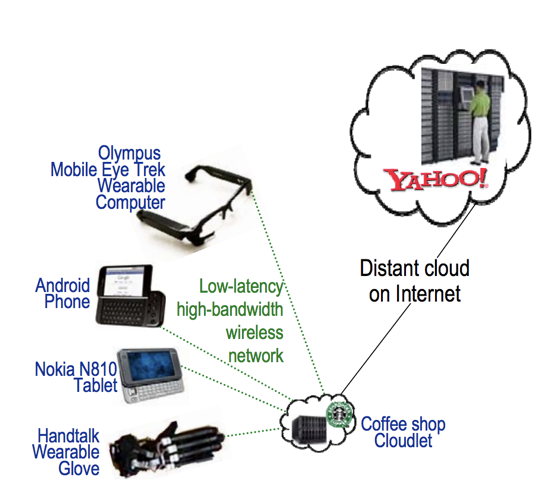 YAHOO!
Olympus
Mobile Eye Trek
Wearable
Computer
Distant cloud
on Internet
Android
Phone
Low-latency
high-bandwidth
wireless
network
Nokia N810
Tablet
Coffee shop
Cloudlet
Handtalk
Wearable
Glove